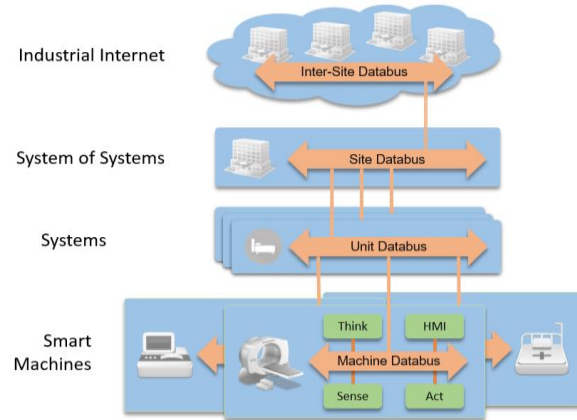 Industrial Internet
Inter-Site Databus
System of Systems
Site Databus
Systems
Unit Databus
Smart
Machines
Think
HMI
Machine Databus
Sense
Act